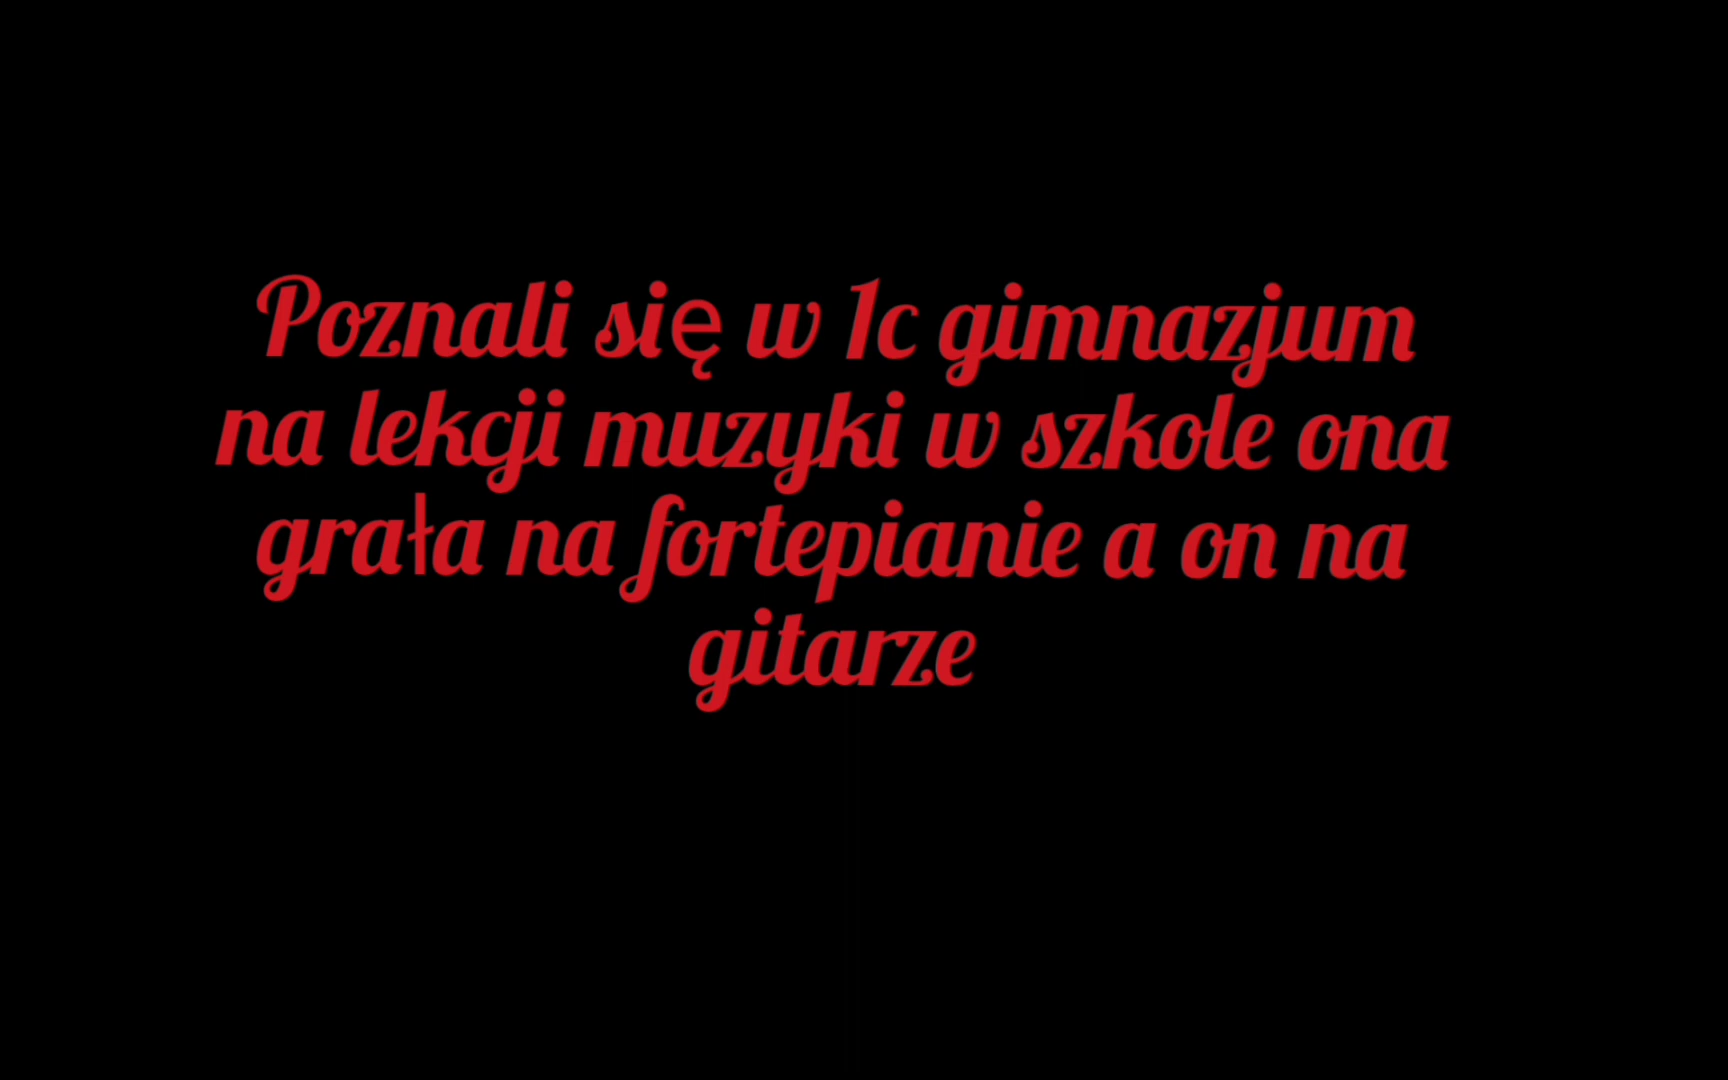 Poznali się w 1c gimnazjum
na lekcji muzyki w szkole ona
grała na fortepianie a on na
gitarze